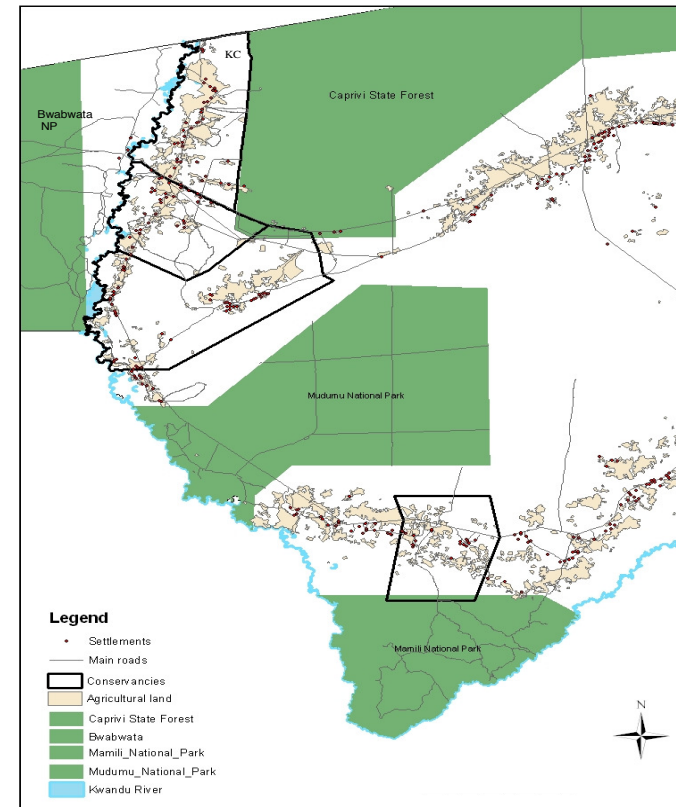 KC
Caprivi State Forest
Bwabwata
NP
Mudumu National Park
Mamili National Park
Legend
Settlements
Main roads
Conservancies
Agricultural land
Caprivi State Forest
Bwabwata
Mamili_National_Park
Mudumu_National_Park
Kwandu River
N